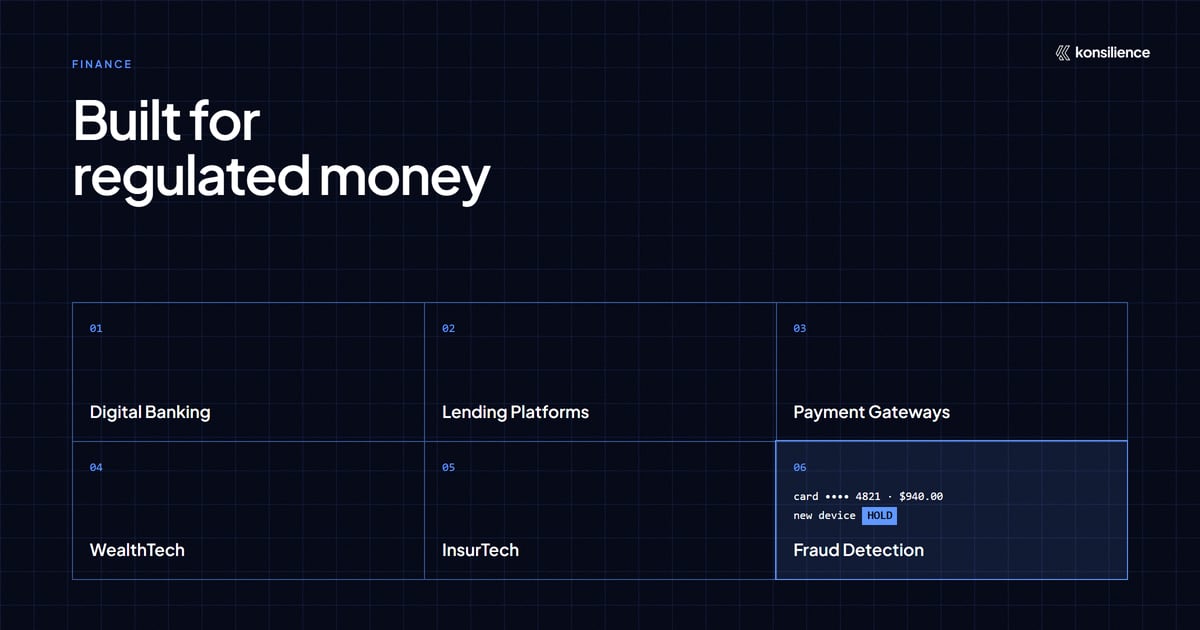 FINANCE
konsilience
Built for
regulated money
01
Digital Banking
02
Lending Platforms
03
Payment Gateways
04
WealthTech
05
InsurTech
06
card •••• 4821 · $940.00
new device HOLD
Fraud Detection